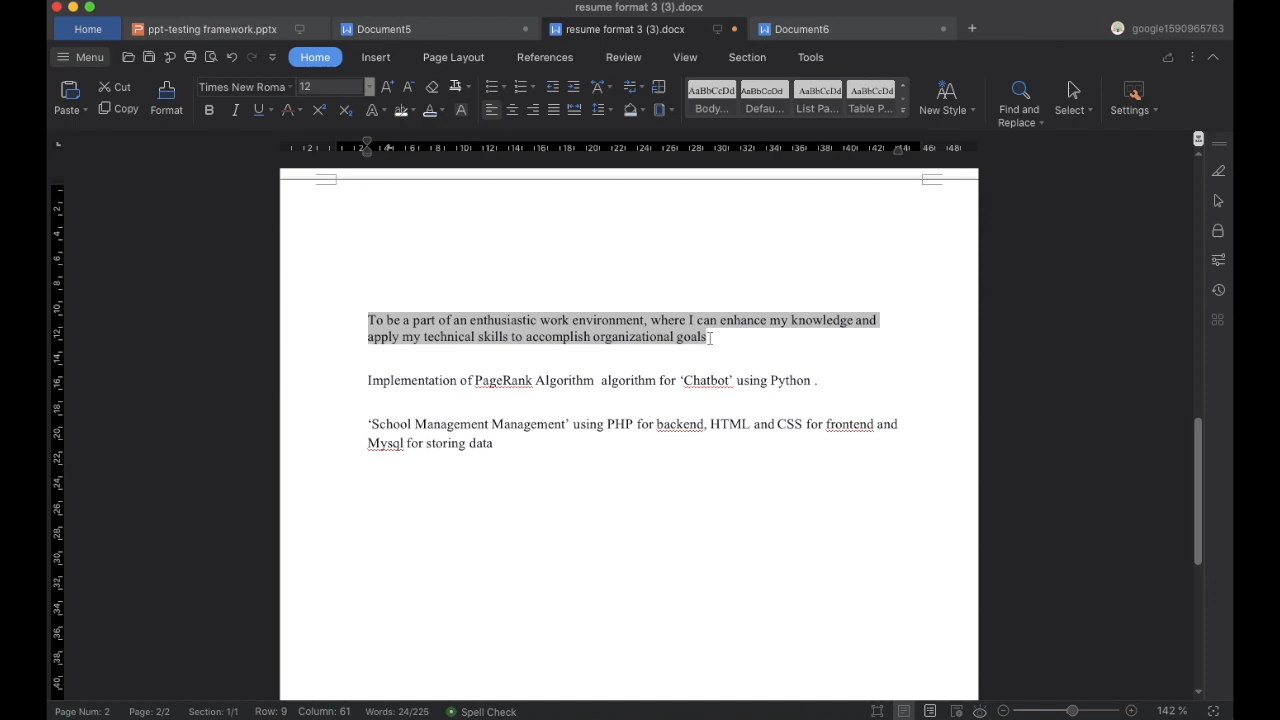 resume format 3 (3).docx
Home ppt-testing framework.pptx Document5 resume format 3 (3).docx Document6 + google1590965763
Menu Home Insert Page Layout References Review View Section Tools
Paste Cut Copy Format Times New Roma 12 AaBbCcDd AaBbCcDd AaBbCcDd AaBbCcDd New Style Find and Select Settings
Body... Defau... List Pa... Table P... Replace
To be a part of an enthusiastic work environment, where I can enhance my knowledge and
apply my technical skills to accomplish organizational goals
Implementation of PageRank Algorithm algorithm for ‘Chatbot’ using Python .
‘School Management Management’ using PHP for backend, HTML and CSS for frontend and
Mysql for storing data
Page Num: 2 Page: 2/2 Section: 1/1 Row: 9 Column: 61 Words: 24/225 Spell Check 142 %